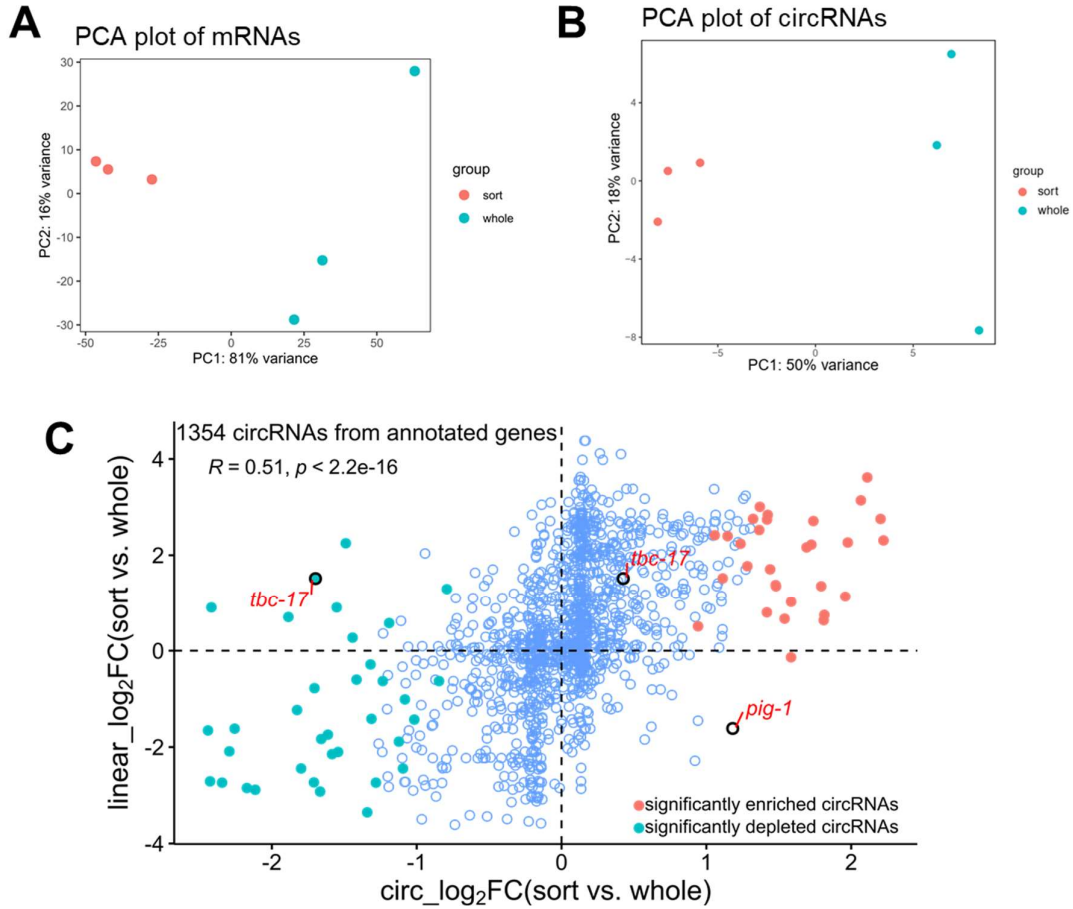 A
PCA plot of mRNAs
30
20
10
0
-10
-20
-30
-50
-25
0
25
50
PC2: 16% variance
PC1: 81% variance
group
sort
whole
B
PCA plot of circRNAs
4
0
−4
−8
−5
0
5
PC2: 18% variance
PC1: 50% variance
group
sort
whole
C
1354 circRNAs from annotated genes
R = 0.51, p < 2.2e-16
4
2
0
-2
-4
linear_log₂FC(sort vs. whole)
tbc-17
tbc-17
pig-1
significantly enriched circRNAs
significantly depleted circRNAs
-2
-1
0
1
2
circ_log₂FC(sort vs. whole)